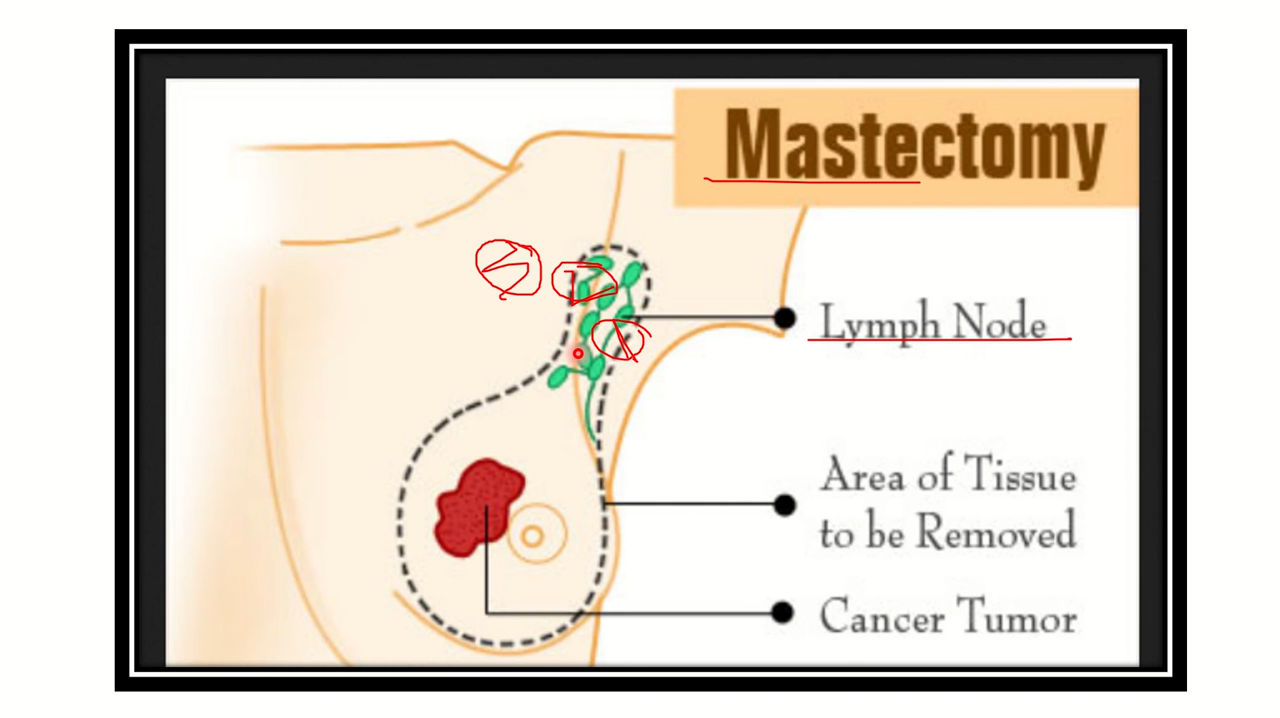 Mastectomy
Lymph Node
Area of Tissue
to be Removed
Cancer Tumor